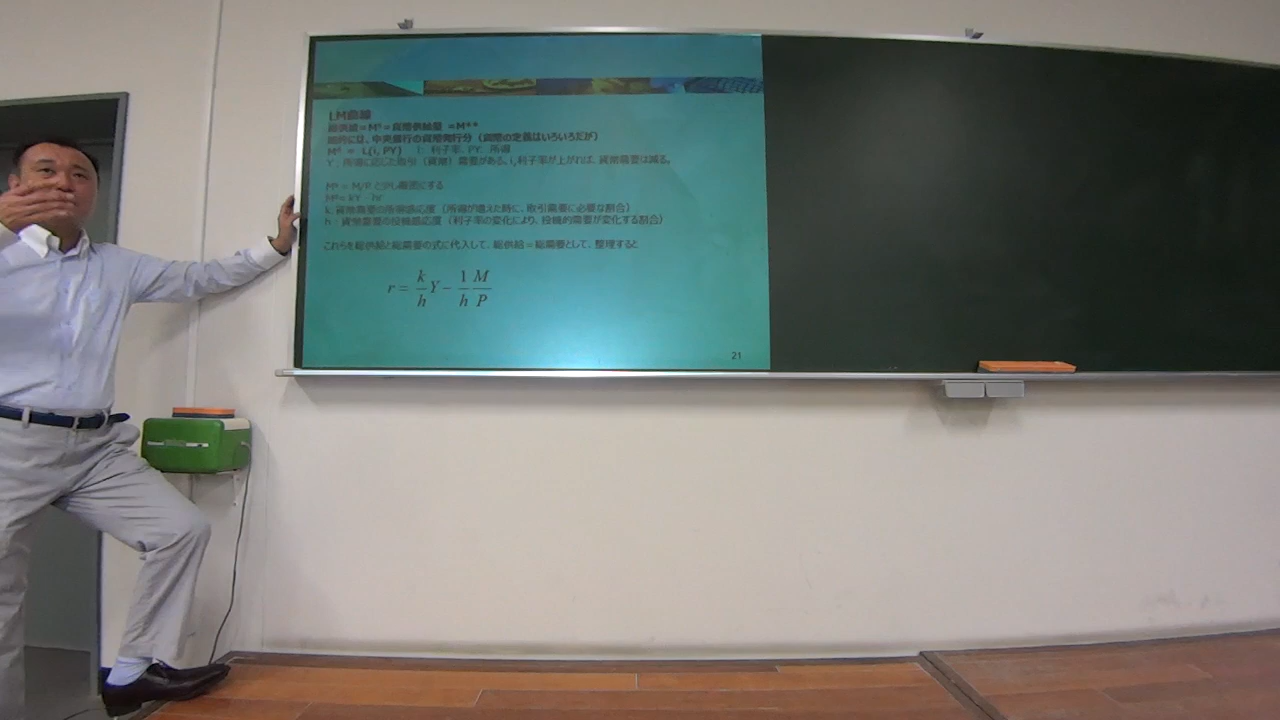 LM曲線
総供給=Mˢ=貨幣供給量 =M**
端的には、中央銀行の貨幣発行分（貨幣の定義はいろいろだが）
Mᵈ = L(i, PY) i: 利子率、PY: 所得
Y: 所得に応じた取引（貨幣）需要がある、i,利子率が上がれば、貨幣需要は減る。
Mˢ = M/P と少し厳密にする
Mᵈ= kY – hr
k: 貨幣需要の所得感応度（所得が増えた時に、取引需要に必要な割合）
h: 貨幣需要の投機感応度（利子率の変化により、投機的需要が変化する割合）
これらを総供給と総需要の式に代入して、総供給=総需要として、整理すると
r = k/h Y − 1/h M/P
21